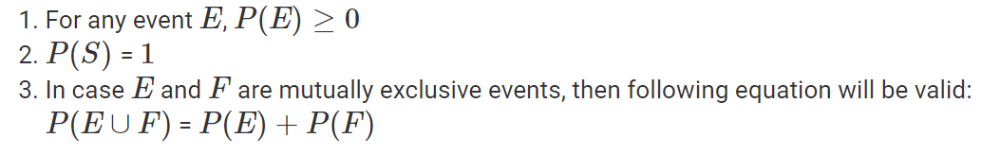 1. For any event E, P(E) ≥ 0
2. P(S) = 1
3. In case E and F are mutually exclusive events, then following equation will be valid:
P(E ∪ F) = P(E) + P(F)